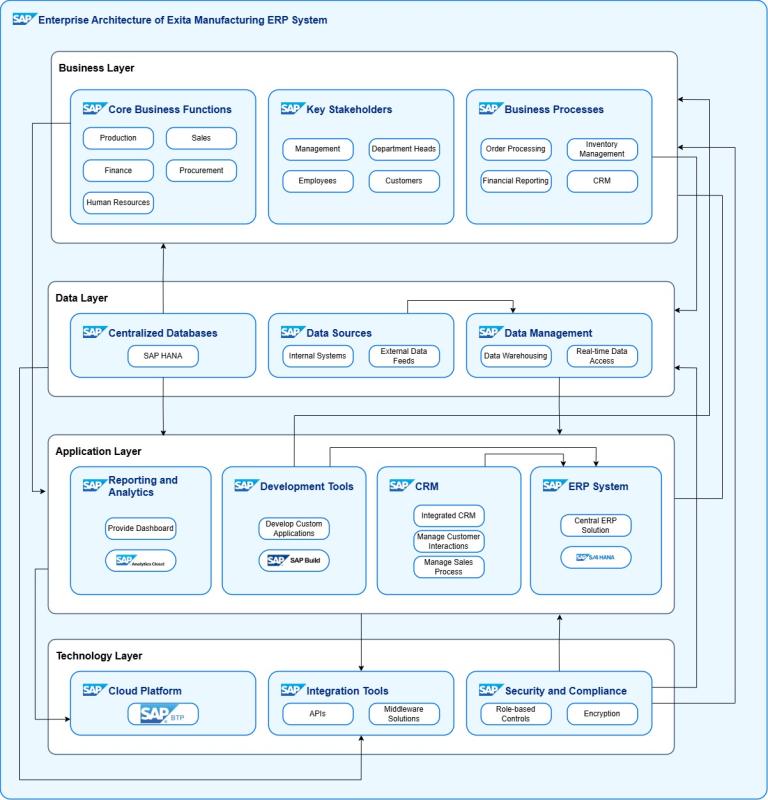 SAP Enterprise Architecture of Exita Manufacturing ERP System
Business Layer
SAP Core Business Functions
Production
Sales
Finance
Procurement
Human Resources
SAP Key Stakeholders
Management
Department Heads
Employees
Customers
SAP Business Processes
Order Processing
Inventory
Management
Financial Reporting
CRM
Data Layer
SAP Centralized Databases
SAP HANA
SAP Data Sources
Internal Systems
External Data
Feeds
SAP Data Management
Data Warehousing
Real-time Data
Access
Application Layer
SAP Reporting and
Analytics
Provide Dashboard
SAP Analytics Cloud
SAP Development Tools
Develop Custom
Applications
SAP SAP Build
SAP CRM
Integrated CRM
Manage Customer
Interactions
Manage Sales
Process
SAP ERP System
Central ERP
Solution
SAP S/4HANA
Technology Layer
SAP Cloud Platform
SAP BTP
SAP Integration Tools
APIs
Middleware
Solutions
SAP Security and Compliance
Role-based
Controls
Encryption